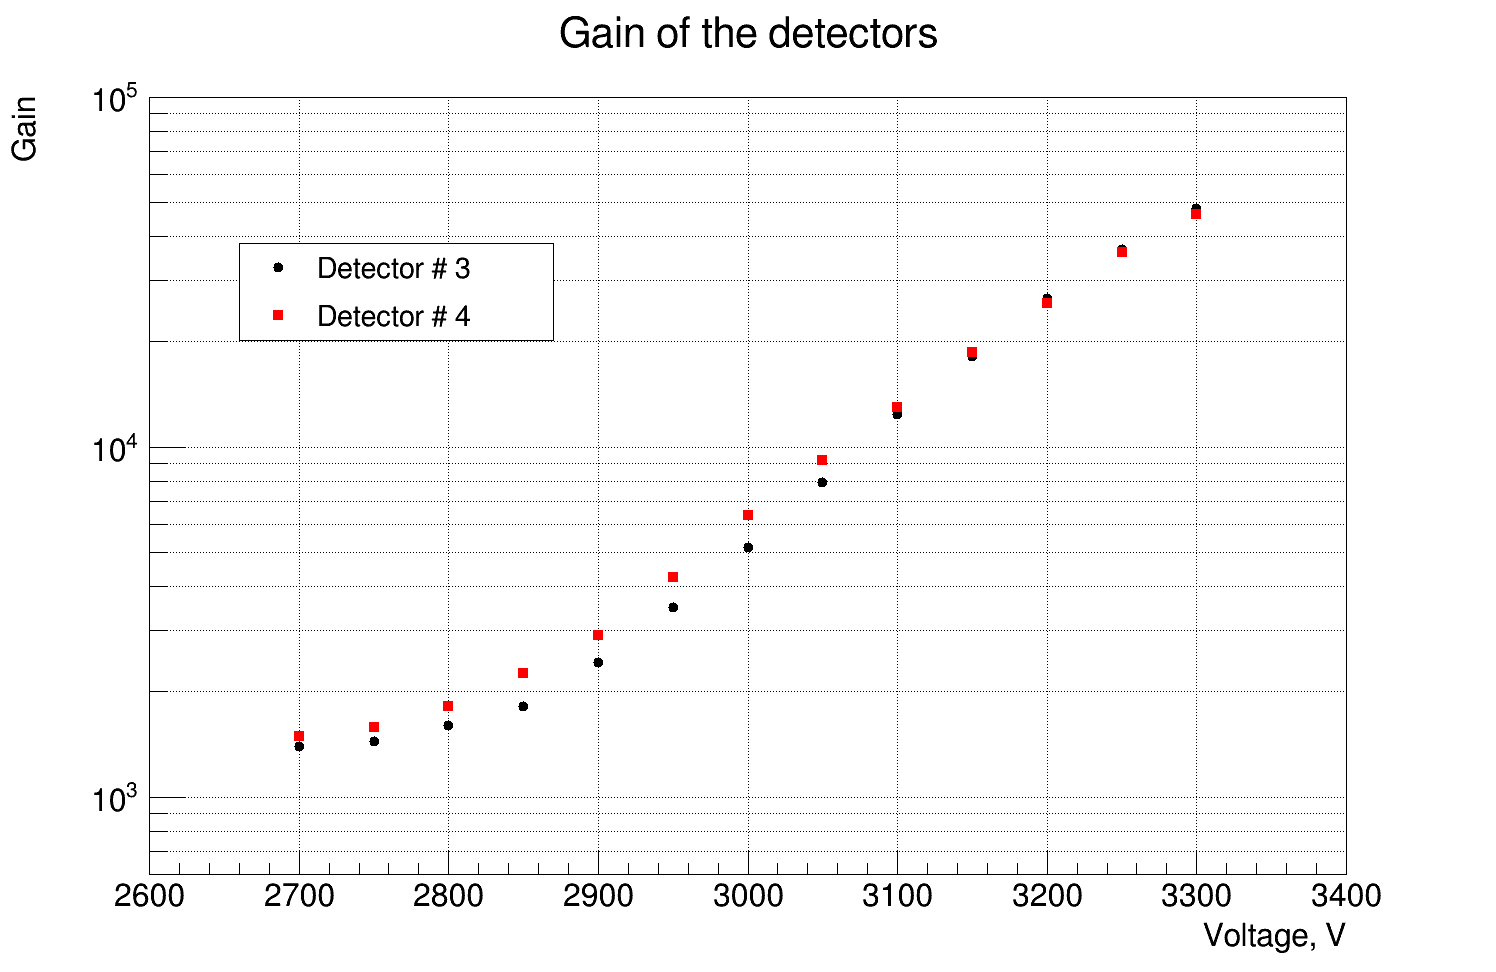 Gain of the detectors
Gain
10^5
10^4
10^3
Detector # 3
Detector # 4
2600 2700 2800 2900 3000 3100 3200 3300 3400
Voltage, V